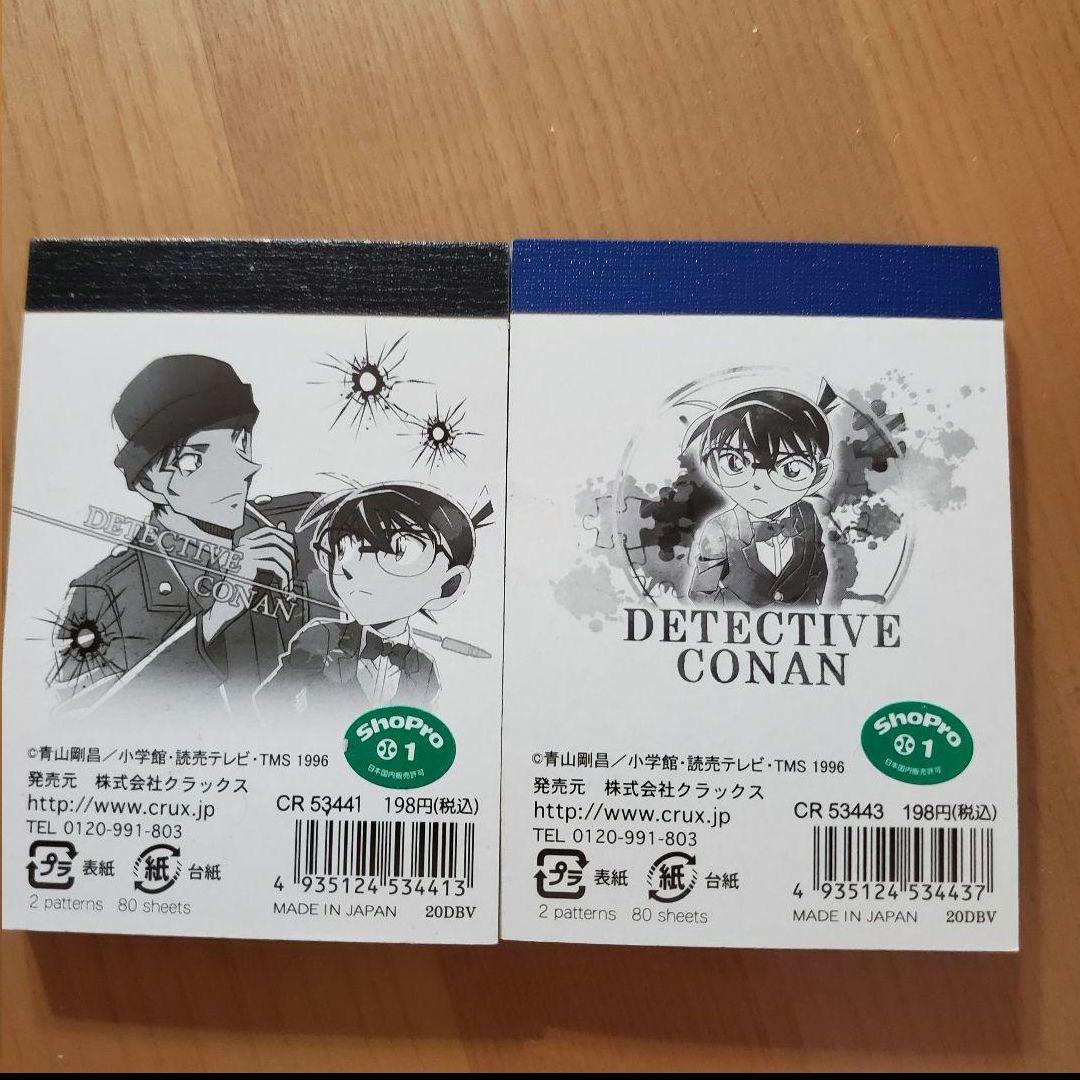 DETECTIVE
CONAN
ShoPro
1
日本国内販売許可
©青山剛昌／小学館・読売テレビ・TMS 1996
発売元 株式会社クラックス
http://www.crux.jp
CR 53441 198円(税込)
TEL 0120-991-803
プラ 表紙 紙 台紙
4 935124 534413
2 patterns 80 sheets
MADE IN JAPAN 20DBV
DETECTIVE
CONAN
ShoPro
1
日本国内販売許可
©青山剛昌／小学館・読売テレビ・TMS 1996
発売元 株式会社クラックス
http://www.crux.jp
CR 53443 198円(税込)
TEL 0120-991-803
プラ 表紙 紙 台紙
4 935124 534437
2 patterns 80 sheets
MADE IN JAPAN 20DBV